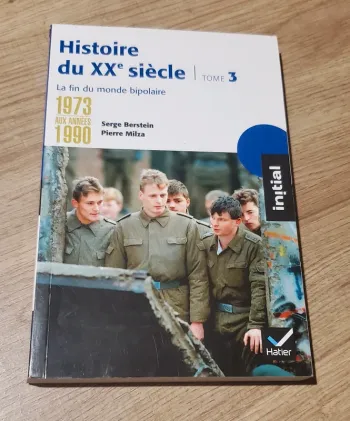 Histoire
du XXe siècle | TOME 3
La fin du monde bipolaire
1973
AUX ANNÉES
1990
Serge Berstein
Pierre Milza
initial
Hatier